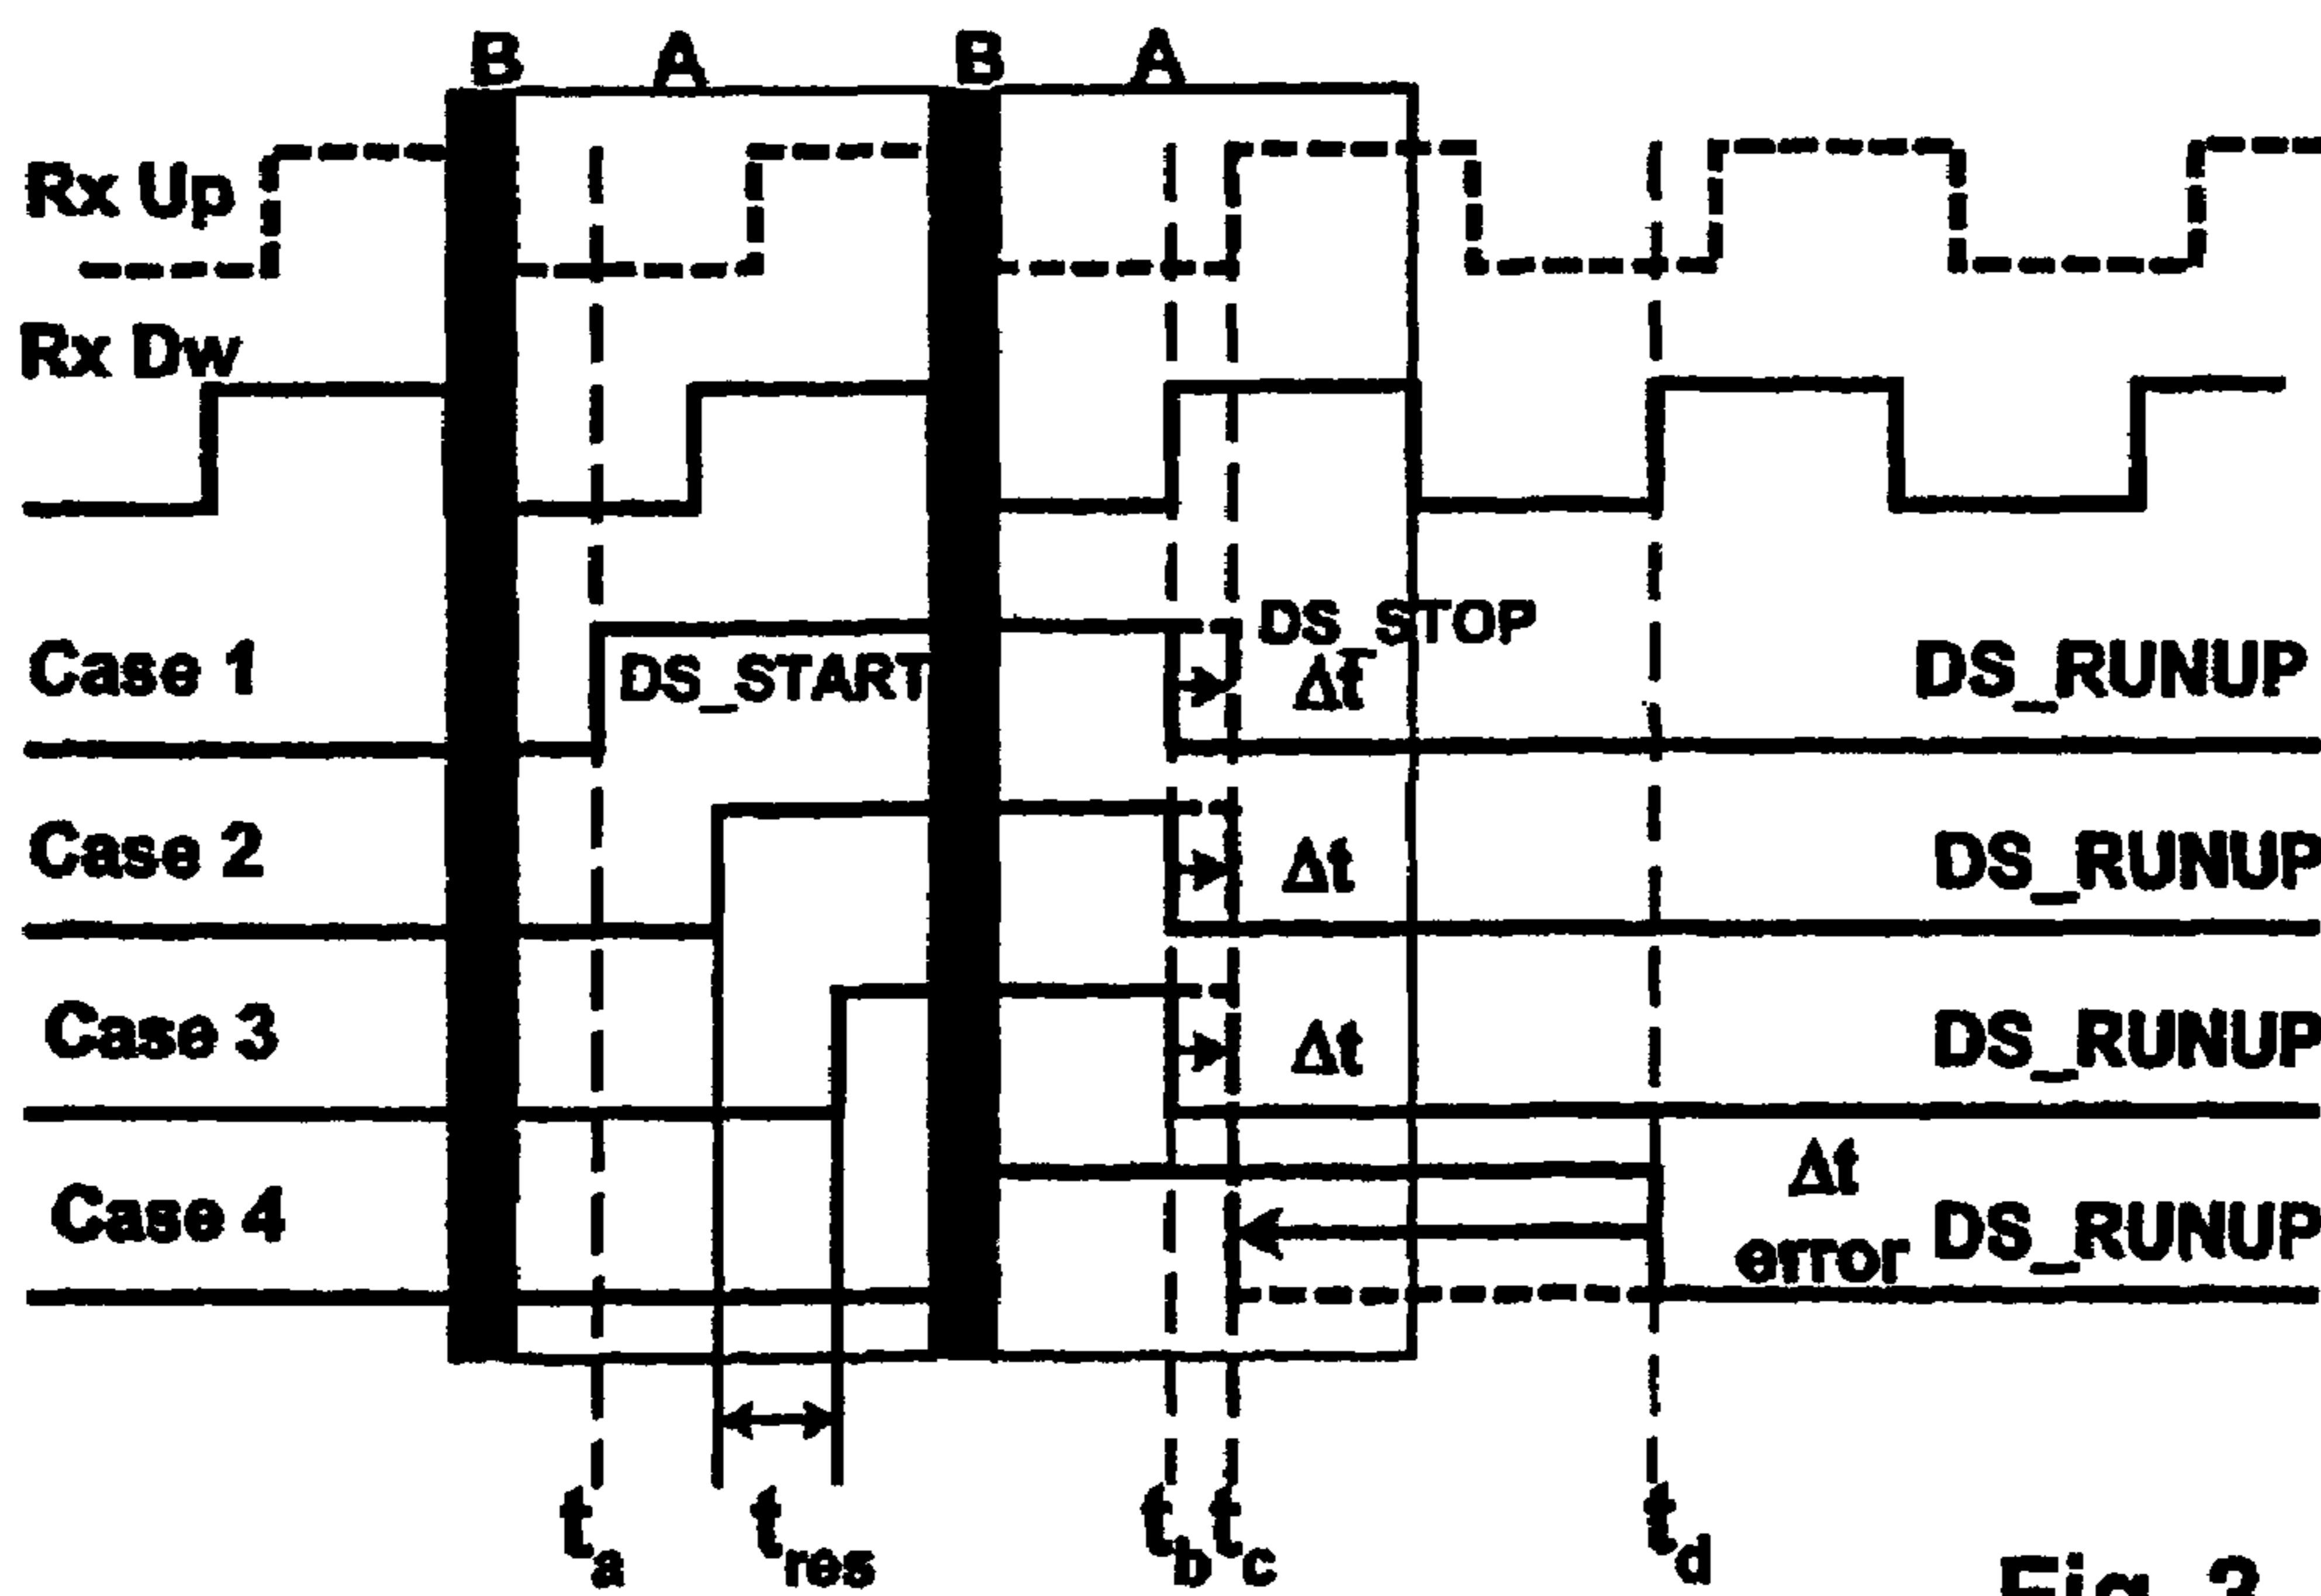 B A B A
Rx Up
Rx Dw
DS_STOP
Case 1 DS_START Δt DS_RUNUP
Case 2 Δt DS_RUNUP
Case 3 Δt DS_RUNUP
Δt
Case 4 error DS_RUNUP
ta tres tb tc td